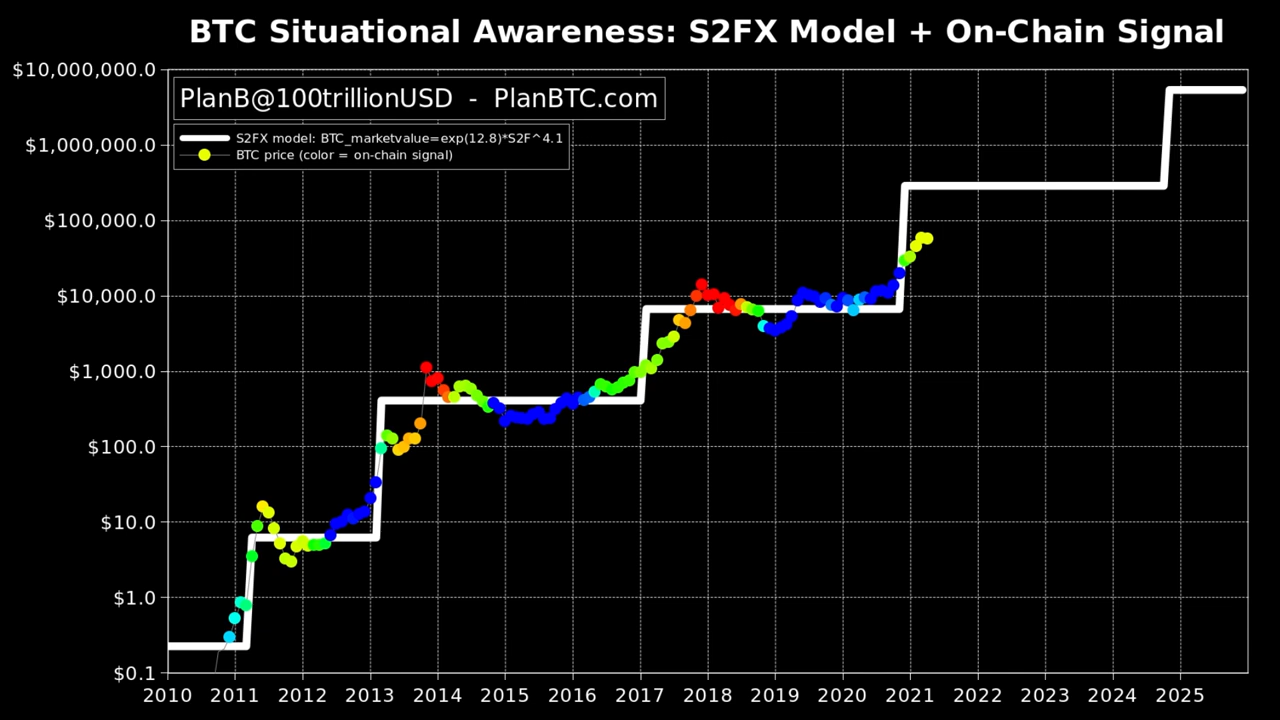 BTC Situational Awareness: S2FX Model + On-Chain Signal
$10,000,000.0
PlanB@100trillionUSD - PlanBTC.com
S2FX model: BTC_marketvalue=exp(12.8)*S2F^4.1
BTC price (color = on-chain signal)
$1,000,000.0
$100,000.0
$10,000.0
$1,000.0
$100.0
$10.0
$1.0
$0.1
2010 2011 2012 2013 2014 2015 2016 2017 2018 2019 2020 2021 2022 2023 2024 2025